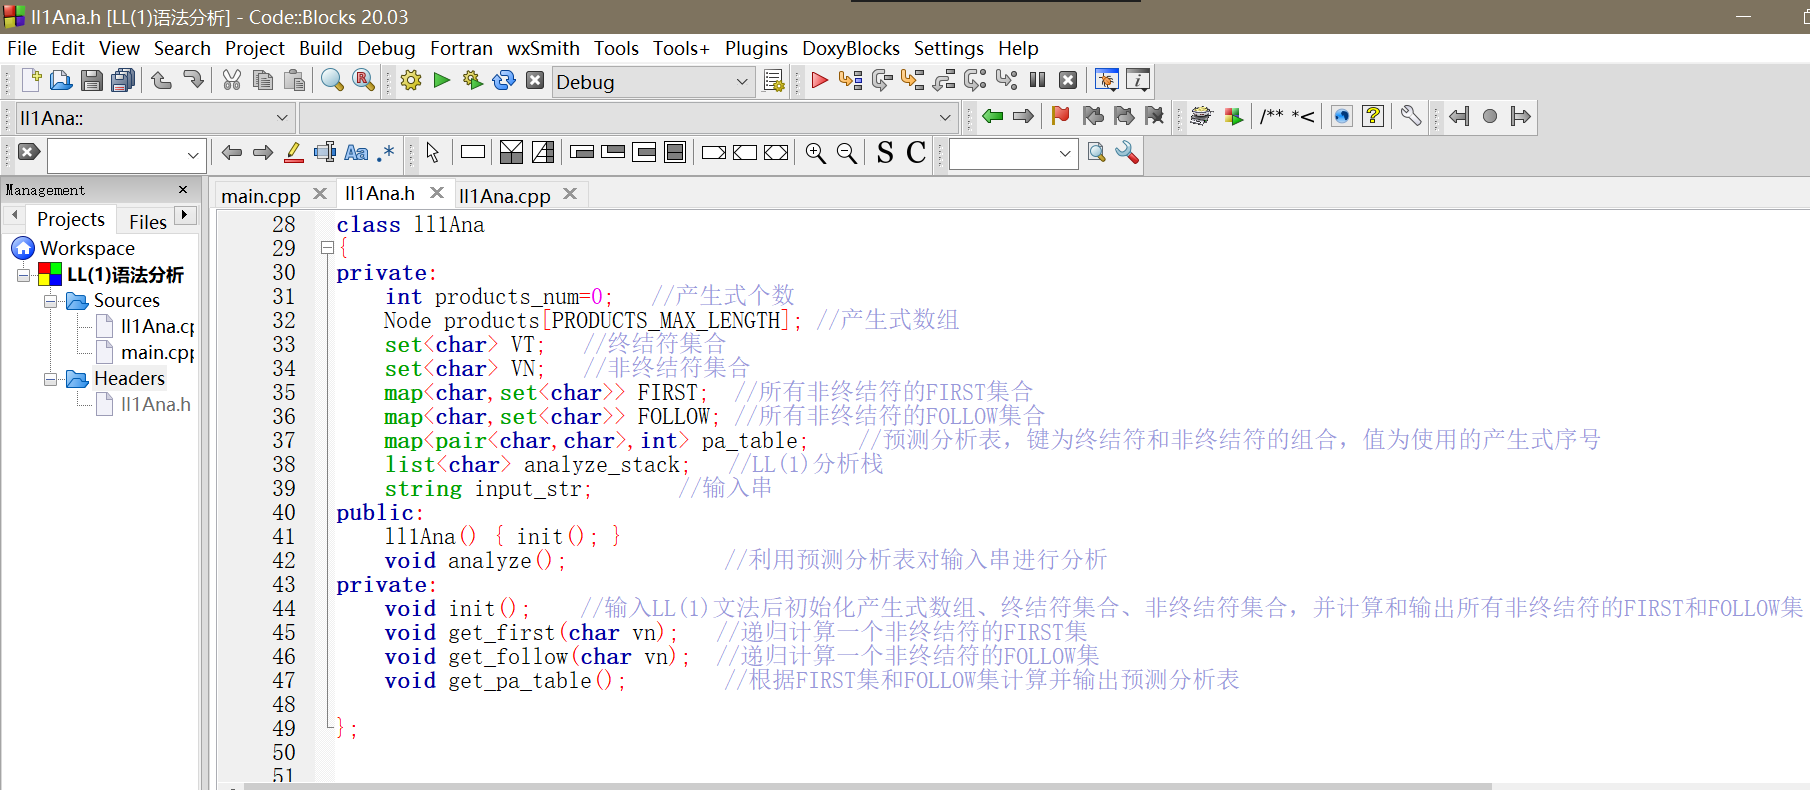 ll1Ana.h [LL(1)语法分析] - Code::Blocks 20.03
File Edit View Search Project Build Debug Fortran wxSmith Tools Tools+ Plugins DoxyBlocks Settings Help
Debug
ll1Ana::
/** *<
Aa .* S C
Management
main.cpp ll1Ana.h ll1Ana.cpp
Projects Files
Workspace
LL(1)语法分析
Sources
ll1Ana.cp
main.cpp
Headers
ll1Ana.h
28 class ll1Ana
29 {
30 private:
31 int products_num=0; //产生式个数
32 Node products[PRODUCTS_MAX_LENGTH]; //产生式数组
33 set<char> VT; //终结符集合
34 set<char> VN; //非终结符集合
35 map<char,set<char>> FIRST; //所有非终结符的FIRST集合
36 map<char,set<char>> FOLLOW; //所有非终结符的FOLLOW集合
37 map<pair<char,char>,int> pa_table; //预测分析表，键为终结符和非终结符的组合，值为使用的产生式序号
38 list<char> analyze_stack; //LL(1)分析栈
39 string input_str; //输入串
40 public:
41 ll1Ana() { init(); }
42 void analyze(); //利用预测分析表对输入串进行分析
43 private:
44 void init(); //输入LL(1)文法后初始化产生式数组、终结符集合、非终结符集合，并计算和输出所有非终结符的FIRST和FOLLOW集
45 void get_first(char vn); //递归计算一个非终结符的FIRST集
46 void get_follow(char vn); //递归计算一个非终结符的FOLLOW集
47 void get_pa_table(); //根据FIRST集和FOLLOW集计算并输出预测分析表
48
49 };
50
51